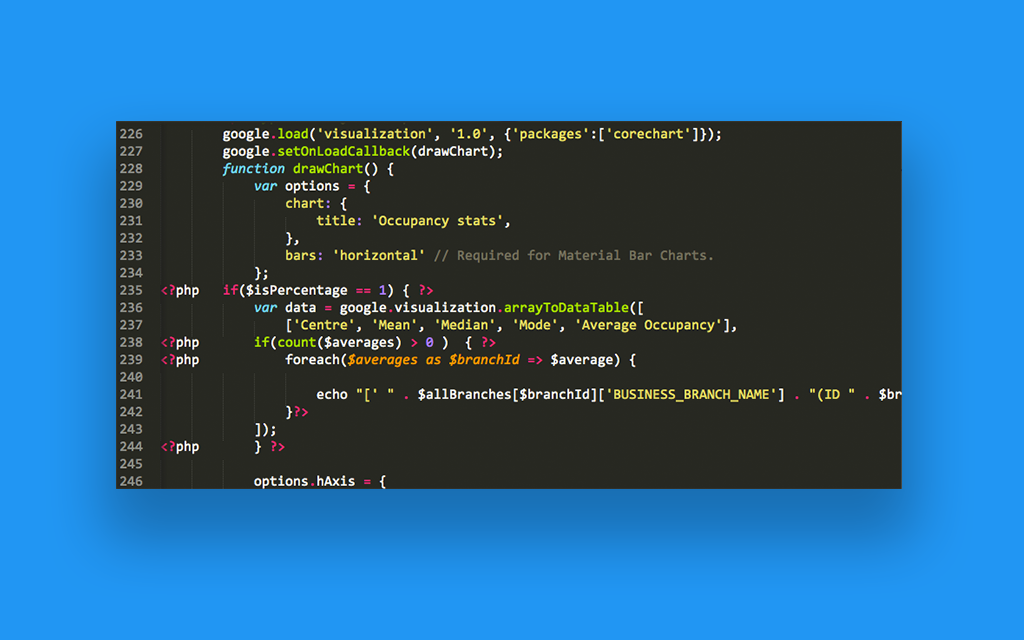 226 google.load('visualization', '1.0', {'packages':['corechart']});
227 google.setOnLoadCallback(drawChart);
228 function drawChart() {
229 var options = {
230 chart: {
231 title: 'Occupancy stats',
232 },
233 bars: 'horizontal' // Required for Material Bar Charts.
234 };
235 <?php if($isPercentage == 1) { ?>
236 var data = google.visualization.arrayToDataTable([
237 ['Centre', 'Mean', 'Median', 'Mode', 'Average Occupancy'],
238 <?php if(count($averages) > 0 ) { ?>
239 <?php foreach($averages as $branchId => $average) {
240
241 echo "[' " . $allBranches[$branchId]['BUSINESS_BRANCH_NAME'] . "(ID " . $br
242 }?>
243 ]);
244 <?php } ?>
245
246 options.hAxis = {